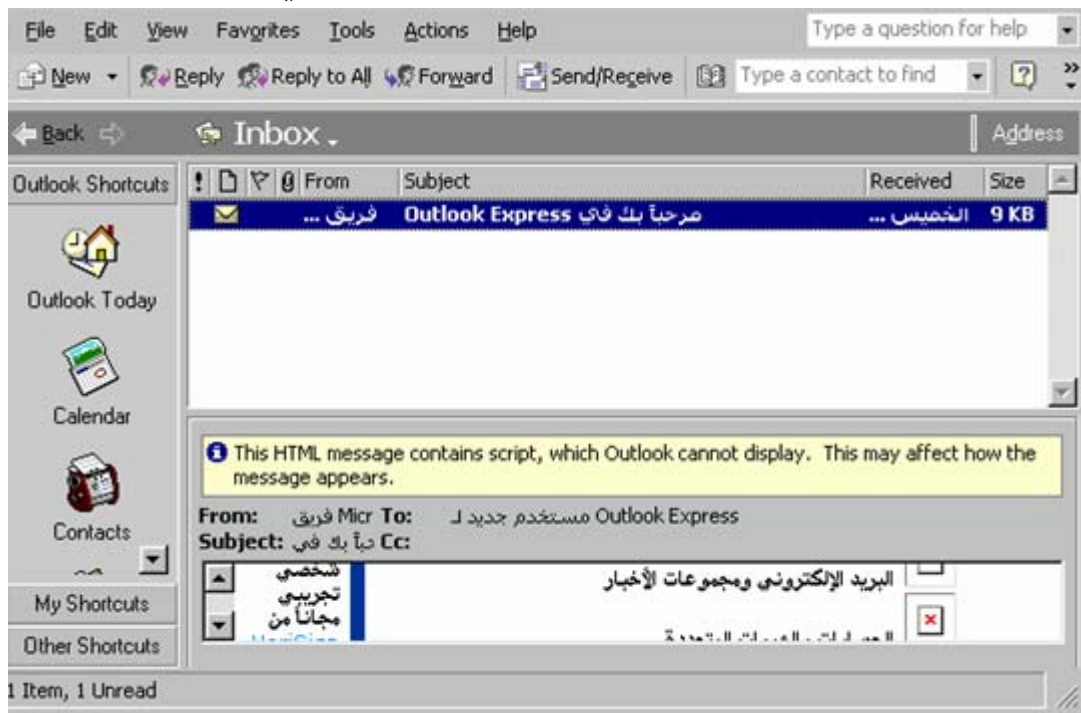 File Edit View Favorites Tools Actions Help Type a question for help
New Reply Reply to All Forward Send/Receive Type a contact to find
Back Inbox Address
Outlook Shortcuts
! From Subject Received Size
فريق ... مرحباً بك في Outlook Express الخميس ... 9 KB
Outlook Today
Calendar
Contacts
My Shortcuts
Other Shortcuts
This HTML message contains script, which Outlook cannot display. This may affect how the
message appears.
From: فريق Micr To: مستخدم جديد لـ Outlook Express
Subject: بك في Cc:
شخصي
تجريبي
مجاناً من
البريد الإلكتروني ومجموعات الأخبار
1 Item, 1 Unread